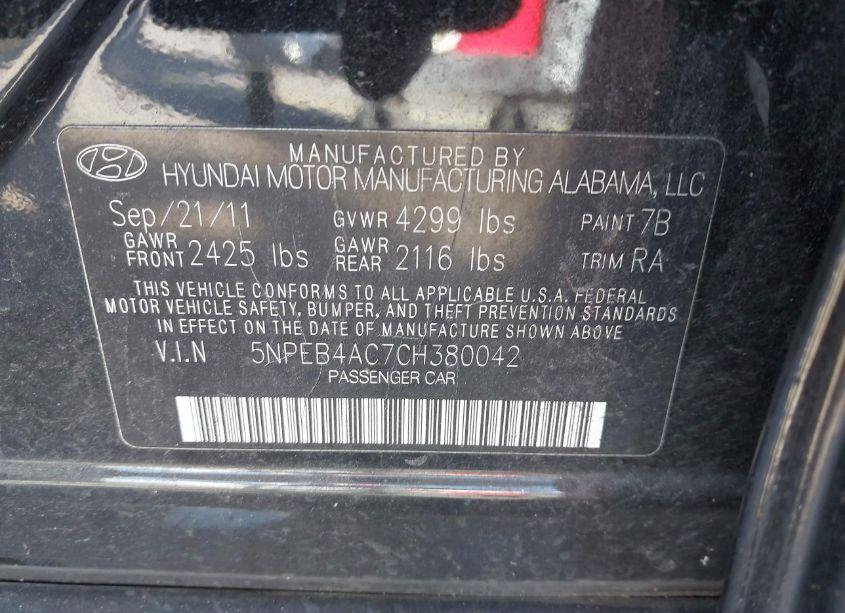 MANUFACTURED BY
HYUNDAI MOTOR MANUFACTURING ALABAMA, LLC
Sep/21/11 GVWR 4299 lbs PAINT 7B
GAWR FRONT 2425 lbs GAWR REAR 2116 lbs TRIM RA
THIS VEHICLE CONFORMS TO ALL APPLICABLE U.S.A. FEDERAL
MOTOR VEHICLE SAFETY, BUMPER, AND THEFT PREVENTION STANDARDS
IN EFFECT ON THE DATE OF MANUFACTURE SHOWN ABOVE
V.I.N 5NPEB4AC7CH380042
PASSENGER CAR